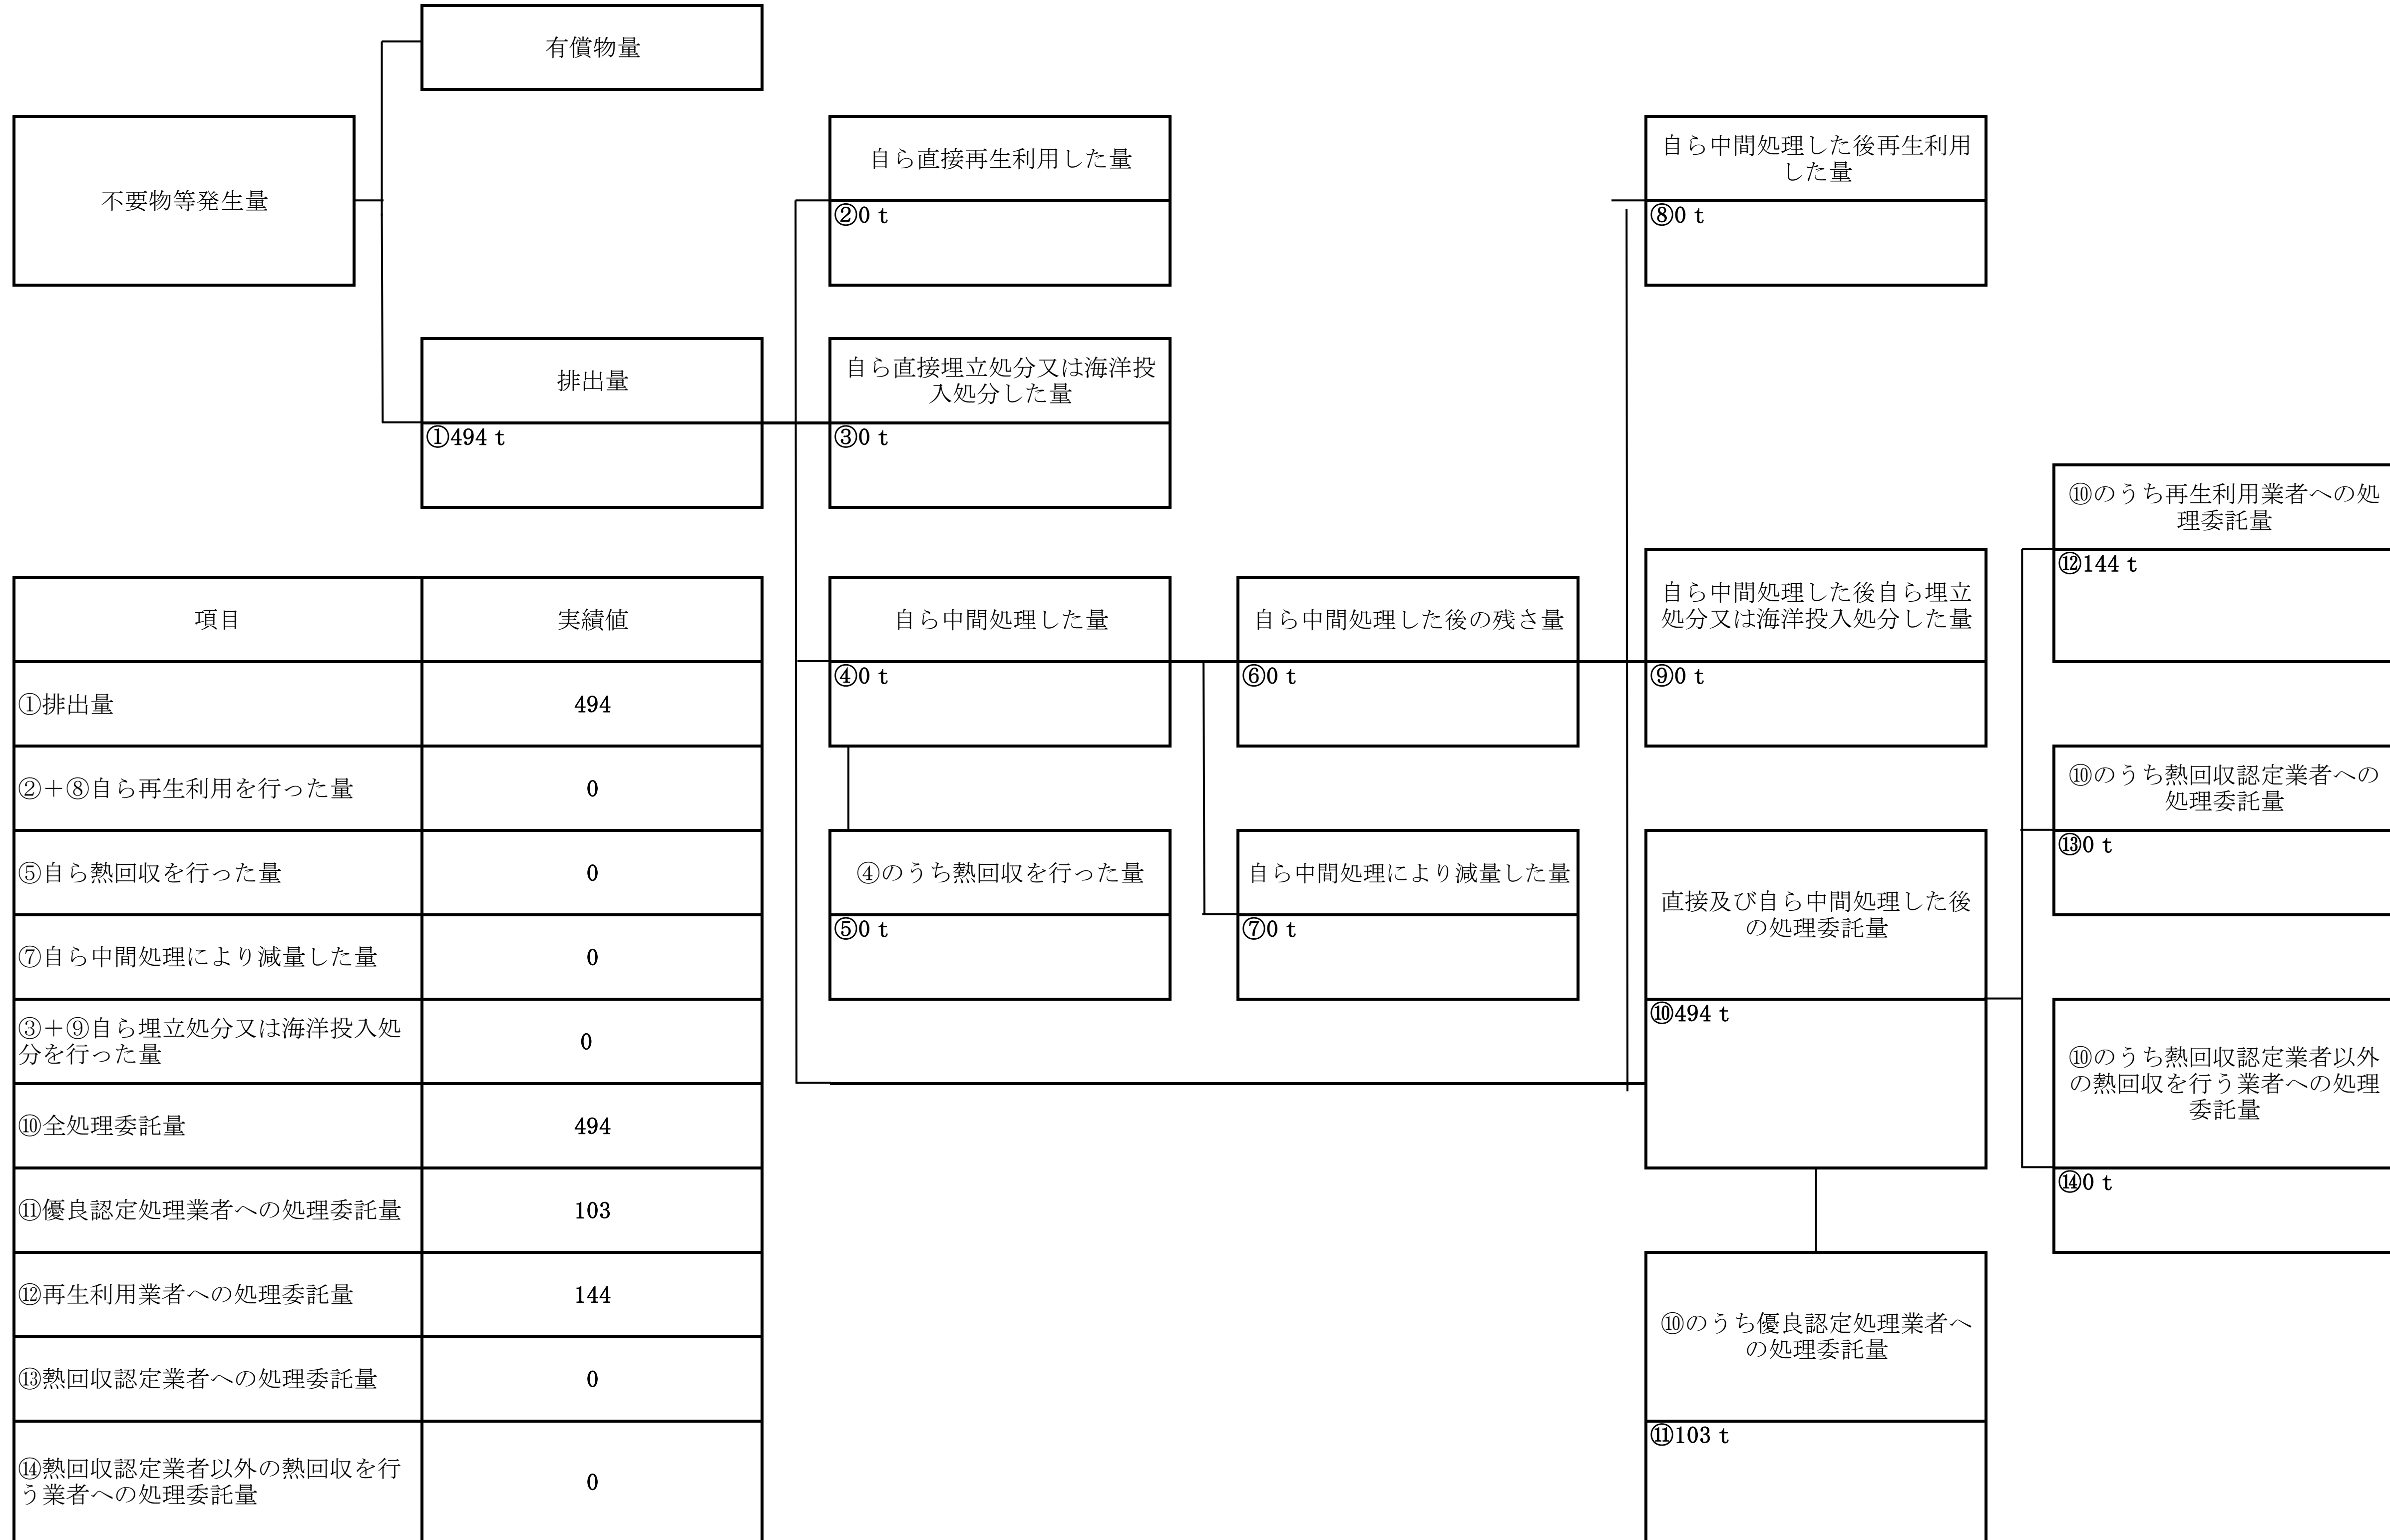 有償物量
不要物等発生量
自ら直接再生利用した量
②0 t
自ら中間処理した後再生利用
した量
⑧0 t
排出量
①494 t
自ら直接埋立処分又は海洋投
入処分した量
③0 t
⑩のうち再生利用業者への処
理委託量
⑫144 t
項目 実績値
①排出量 494
②＋⑧自ら再生利用を行った量 0
⑤自ら熱回収を行った量 0
⑦自ら中間処理により減量した量 0
③＋⑨自ら埋立処分又は海洋投入処
分を行った量 0
⑩全処理委託量 494
⑪優良認定処理業者への処理委託量 103
⑫再生利用業者への処理委託量 144
⑬熱回収認定業者への処理委託量 0
⑭熱回収認定業者以外の熱回収を行
う業者への処理委託量 0
自ら中間処理した量
④0 t
自ら中間処理した後の残さ量
⑥0 t
自ら中間処理した後自ら埋立
処分又は海洋投入処分した量
⑨0 t
④のうち熱回収を行った量
⑤0 t
自ら中間処理により減量した量
⑦0 t
直接及び自ら中間処理した後
の処理委託量
⑩494 t
⑩のうち熱回収認定業者への
処理委託量
⑬0 t
⑩のうち熱回収認定業者以外
の熱回収を行う業者への処理
委託量
⑭0 t
⑩のうち優良認定処理業者へ
の処理委託量
⑪103 t